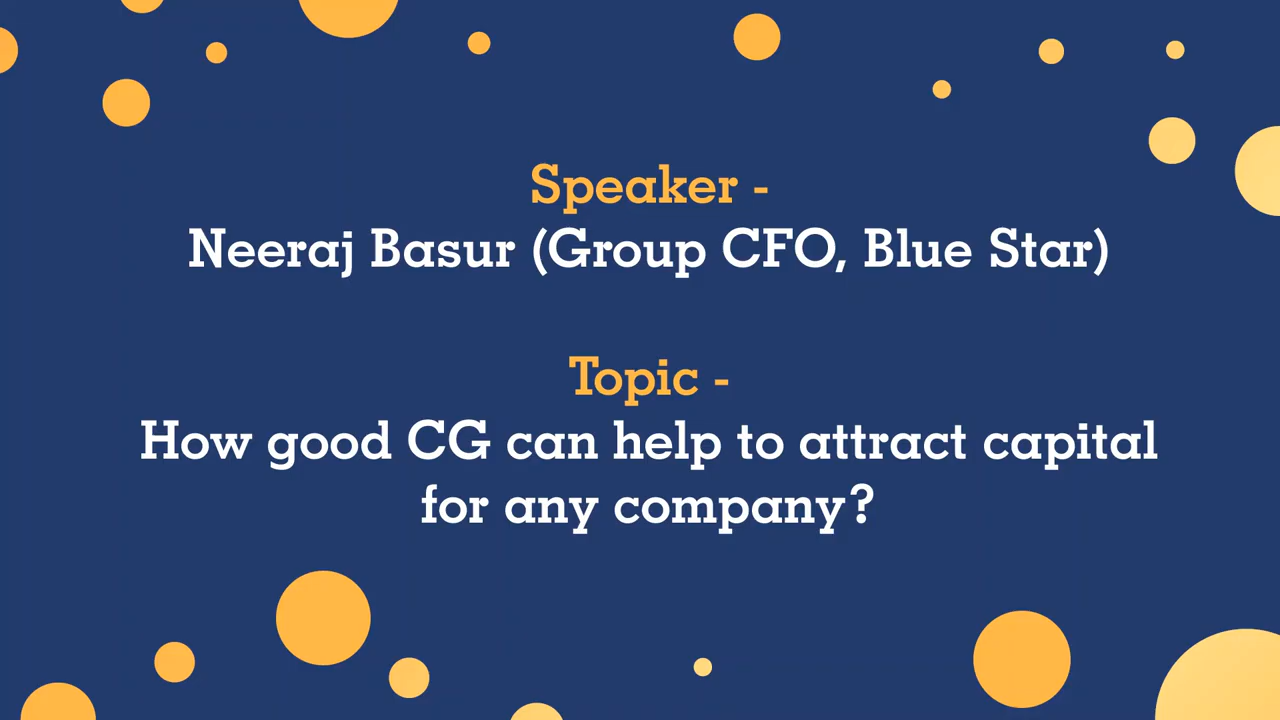 Speaker -
Neeraj Basur (Group CFO, Blue Star)
Topic -
How good CG can help to attract capital
for any company?